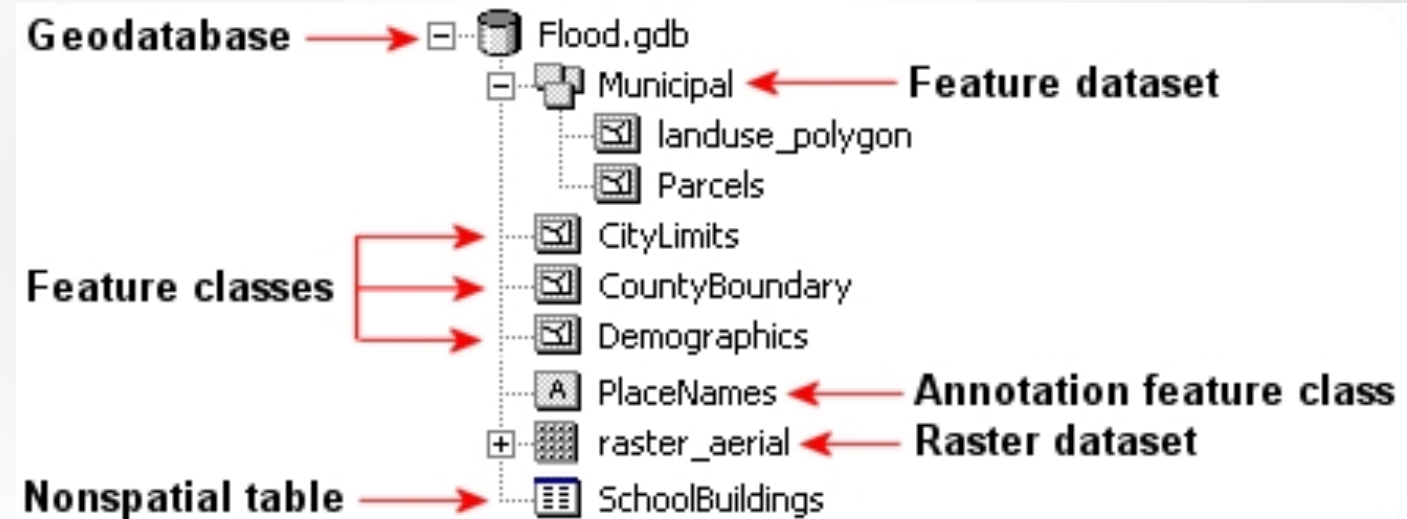 Geodatabase Flood.gdb
Municipal Feature dataset
landuse_polygon
Parcels
CityLimits
Feature classes CountyBoundary
Demographics
A PlaceNames Annotation feature class
raster_aerial Raster dataset
Nonspatial table SchoolBuildings